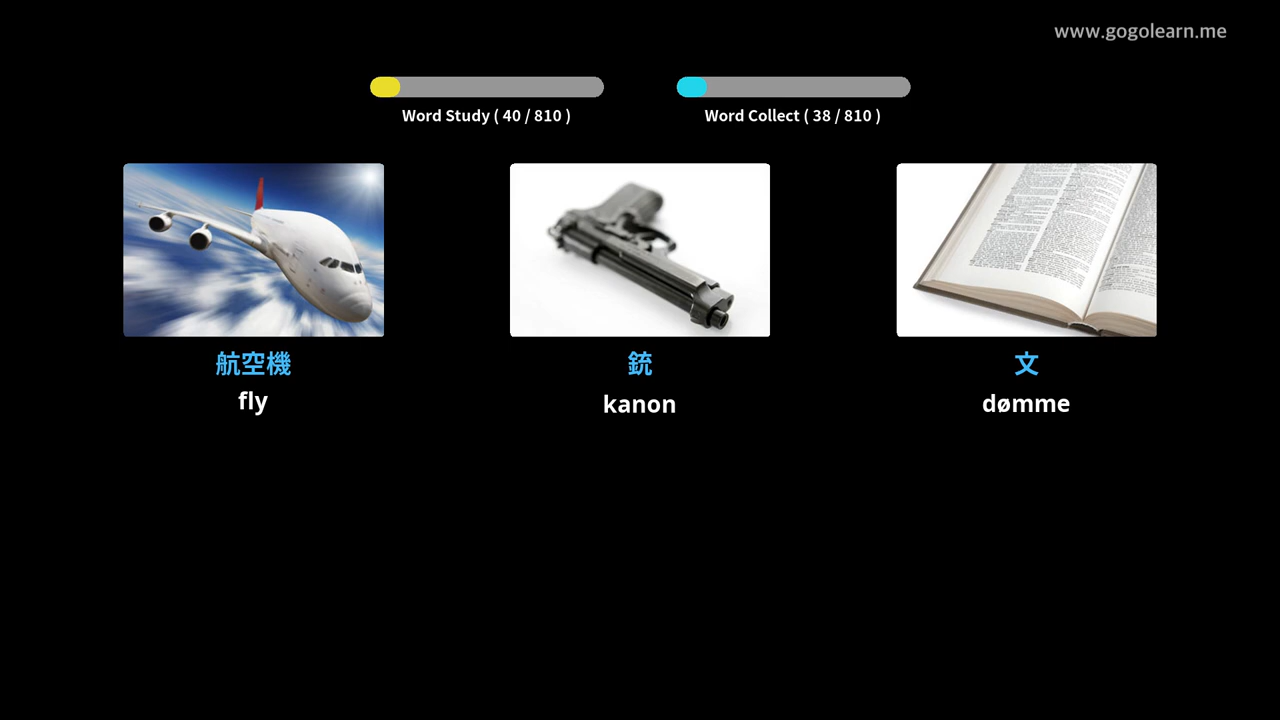 www.gogolearn.me
Word Study ( 40 / 810 )
Word Collect ( 38 / 810 )
航空機
fly
銃
kanon
文
dømme